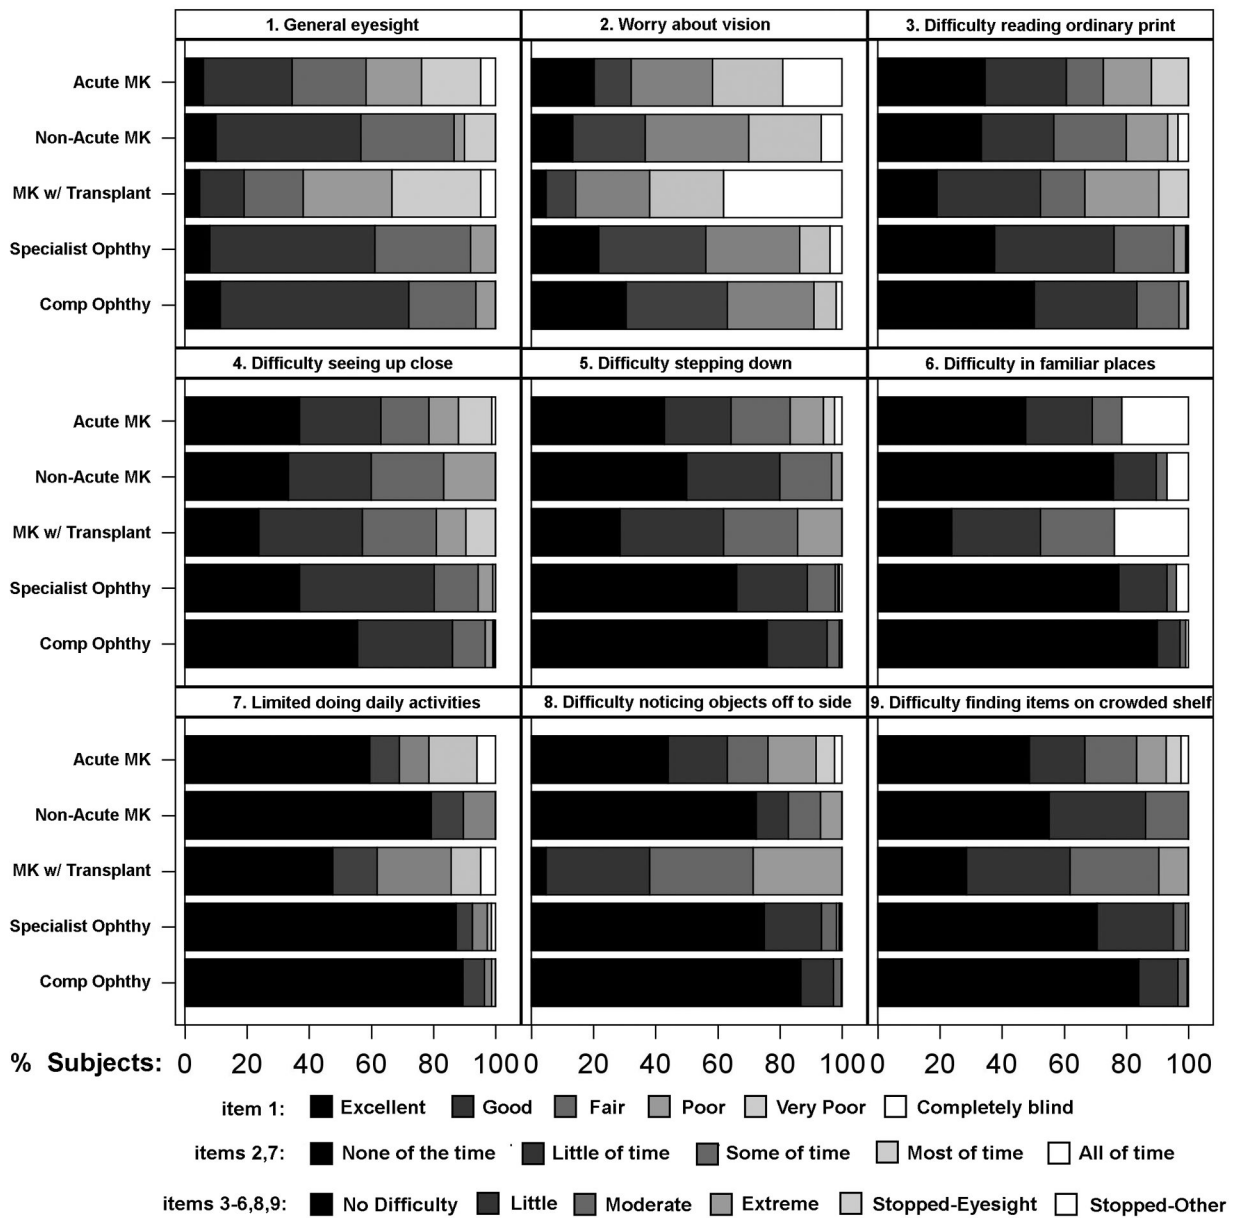 1. General eyesight 2. Worry about vision 3. Difficulty reading ordinary print
Acute MK
Non-Acute MK
MK w/ Transplant
Specialist Ophthy
Comp Ophthy
4. Difficulty seeing up close 5. Difficulty stepping down 6. Difficulty in familiar places
Acute MK
Non-Acute MK
MK w/ Transplant
Specialist Ophthy
Comp Ophthy
7. Limited doing daily activities 8. Difficulty noticing objects off to side 9. Difficulty finding items on crowded shelf
Acute MK
Non-Acute MK
MK w/ Transplant
Specialist Ophthy
Comp Ophthy
% Subjects: 0 20 40 60 80 100 0 20 40 60 80 100 0 20 40 60 80 100
item 1: Excellent Good Fair Poor Very Poor Completely blind
items 2,7: None of the time Little of time Some of time Most of time All of time
items 3-6,8,9: No Difficulty Little Moderate Extreme Stopped-Eyesight Stopped-Other